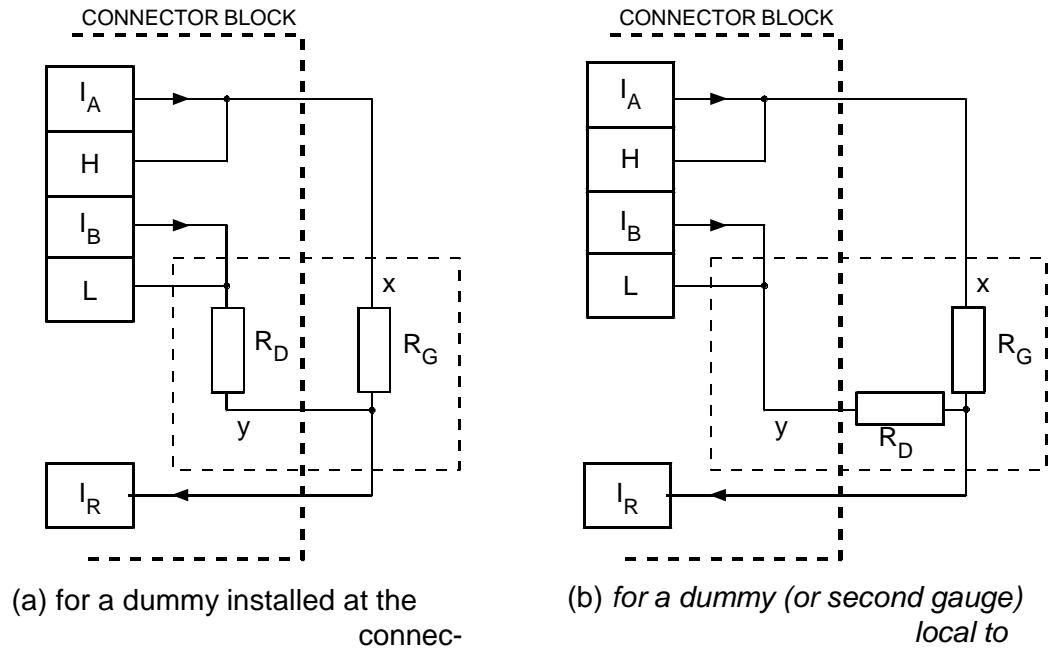 CONNECTOR BLOCK
I_A
H
I_B
L
x
R_D
R_G
y
I_R
(a) for a dummy installed at the
connec-
CONNECTOR BLOCK
I_A
H
I_B
L
x
R_G
y
R_D
I_R
(b) for a dummy (or second gauge)
local to